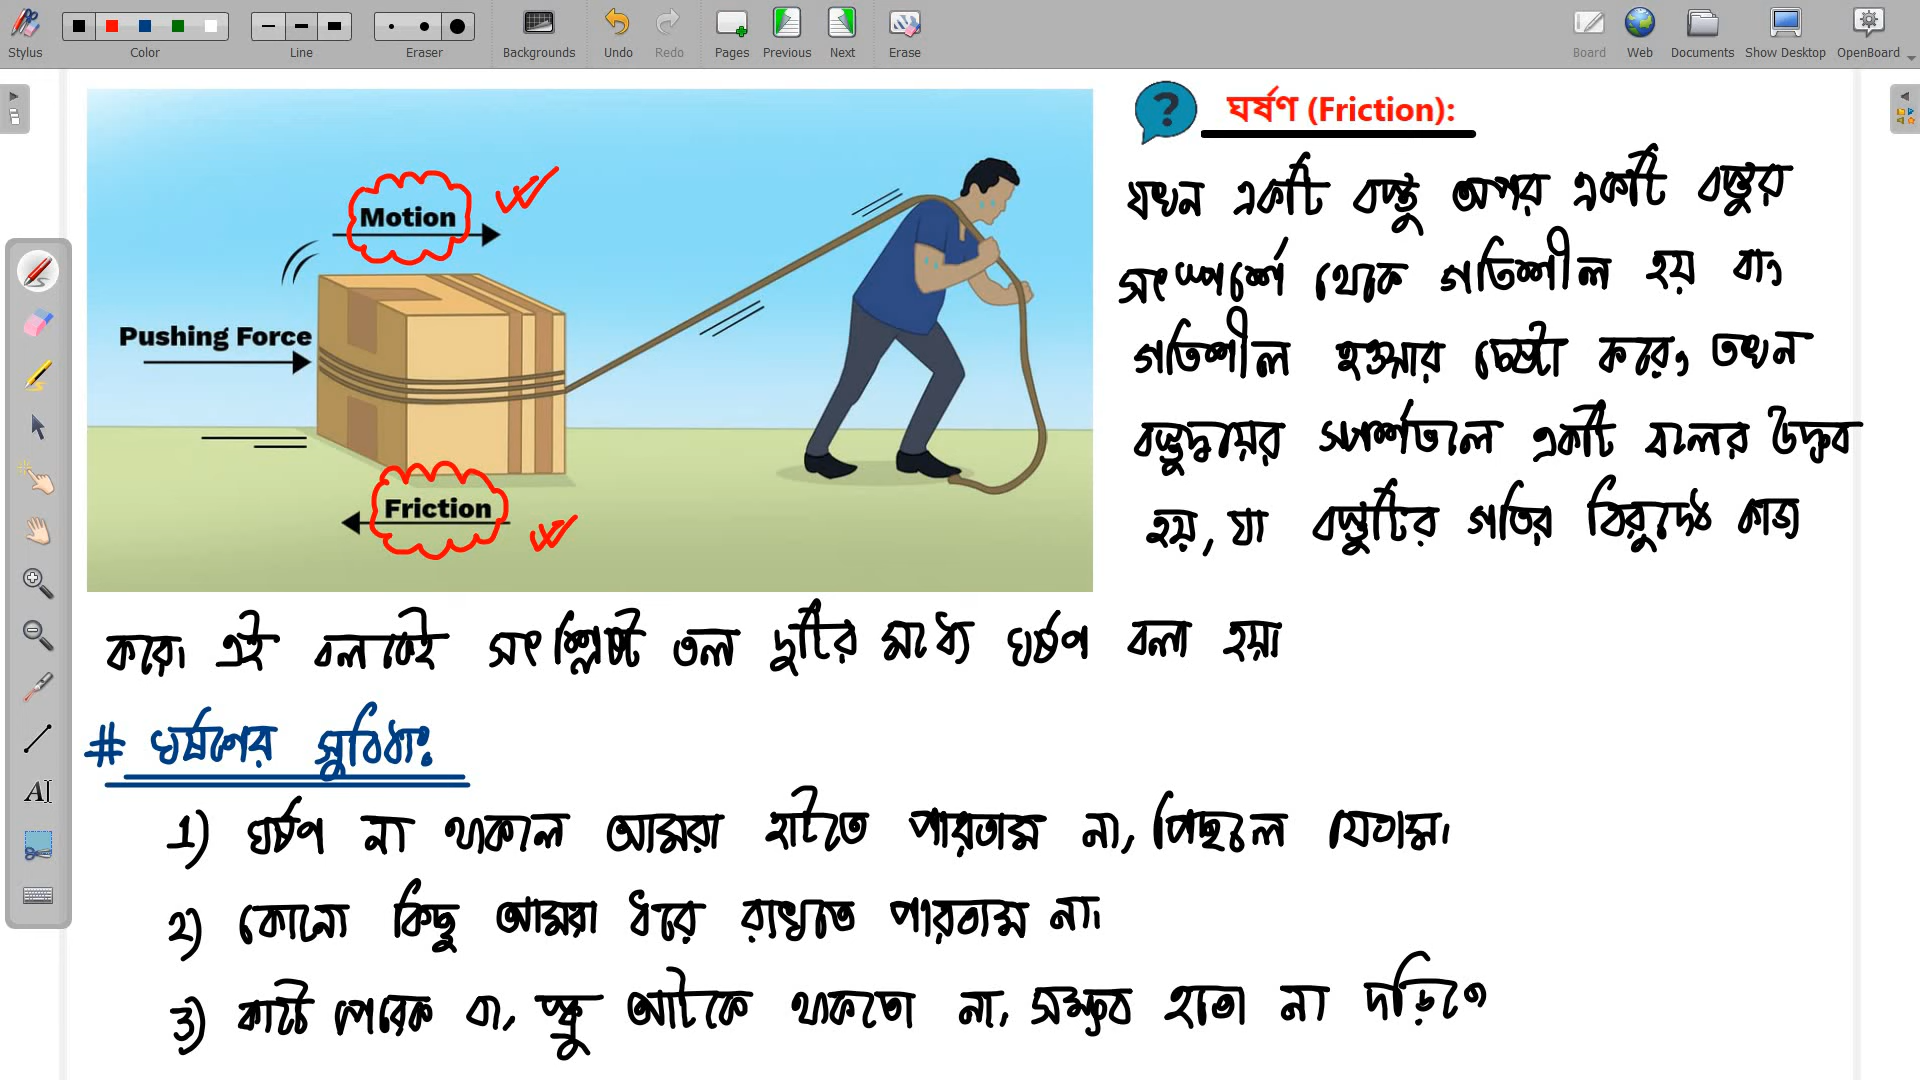 Stylus
Color
Line
Eraser
Backgrounds
Undo
Redo
Pages
Previous
Next
Erase
Board
Web
Documents
Show Desktop
OpenBoard
Motion
Pushing Force
Friction
? ঘর্ষণ (Friction):
যখন একটি বস্তু অপর একটি বস্তুর
সংস্পর্শে থেকে গতিশীল হয় বা,
গতিশীল হওয়ার চেষ্টা করে, তখন
বস্তুদ্বয়ের স্পর্শতলে একটি বলের উদ্ভব
হয়, যা বস্তুটির গতির বিরুদ্ধে কাজ
করে। এই বলকেই সংশ্লিষ্ট তল দুটির মধ্যে ঘর্ষণ বলা হয়।
# ঘর্ষণের সুবিধাঃ
1) ঘর্ষণ না থাকলে আমরা হাটতে পারতাম না, পিছলে যেতাম।
২) কোনো কিছু আমরা ধরে রাখতে পারতাম না।
3) কাঠে পেরেক বা, স্ক্রু আটকে থাকতো না, সম্ভব হতো না দড়িতে
AI